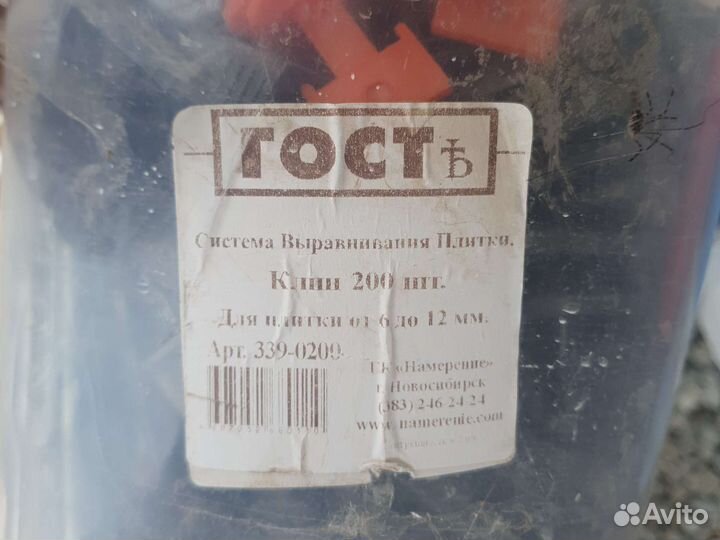 ГОСТЪ
Система Выравнивания Плитки.
Клин 200 шт.
Для плитки от 6 до 12 мм.
Арт. 339-0200
ГК «Намерение»
г. Новосибирск
(383) 246-24-24
www.namerenie.com
Avito